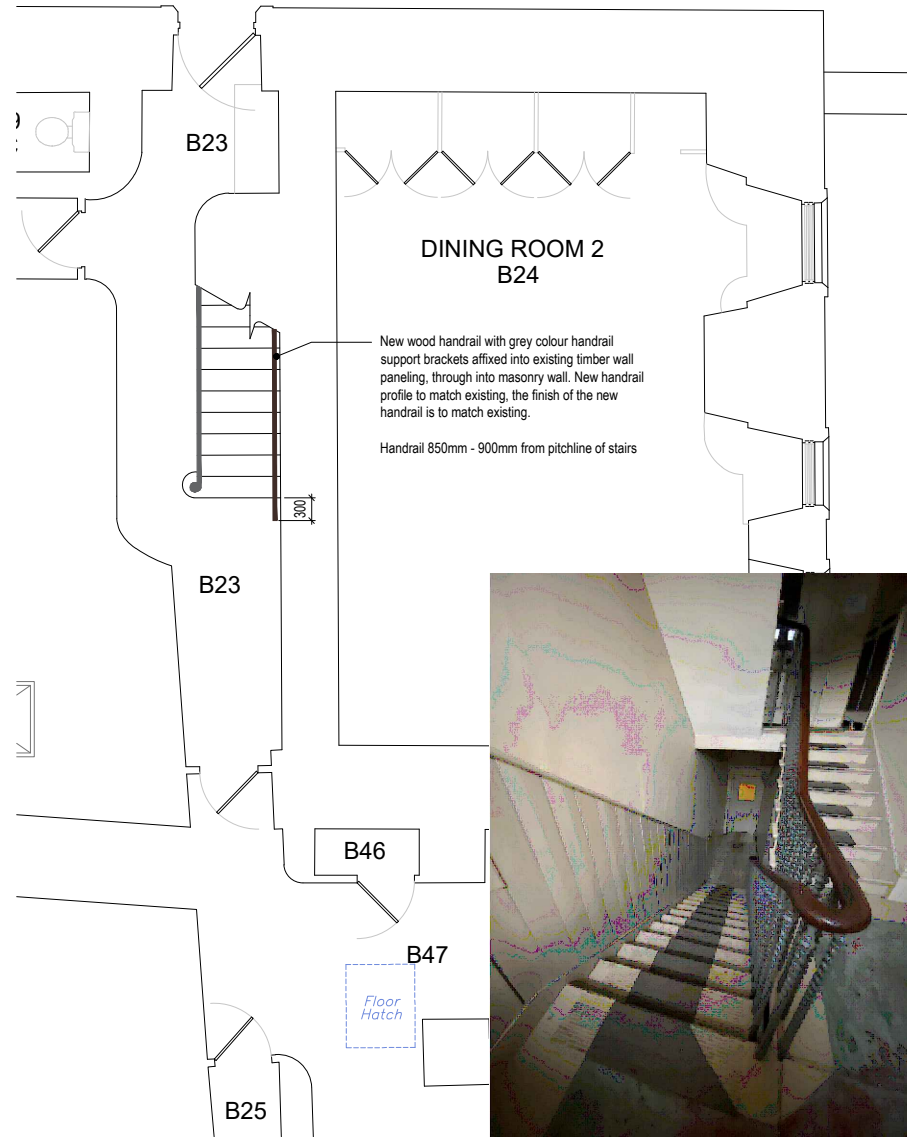 B23
DINING ROOM 2
B24
New wood handrail with grey colour handrail
support brackets affixed into existing timber wall
paneling, through into masonry wall. New handrail
profile to match existing, the finish of the new
handrail is to match existing.
Handrail 850mm - 900mm from pitchline of stairs
300
B23
B46
B47
Floor
Hatch
B25